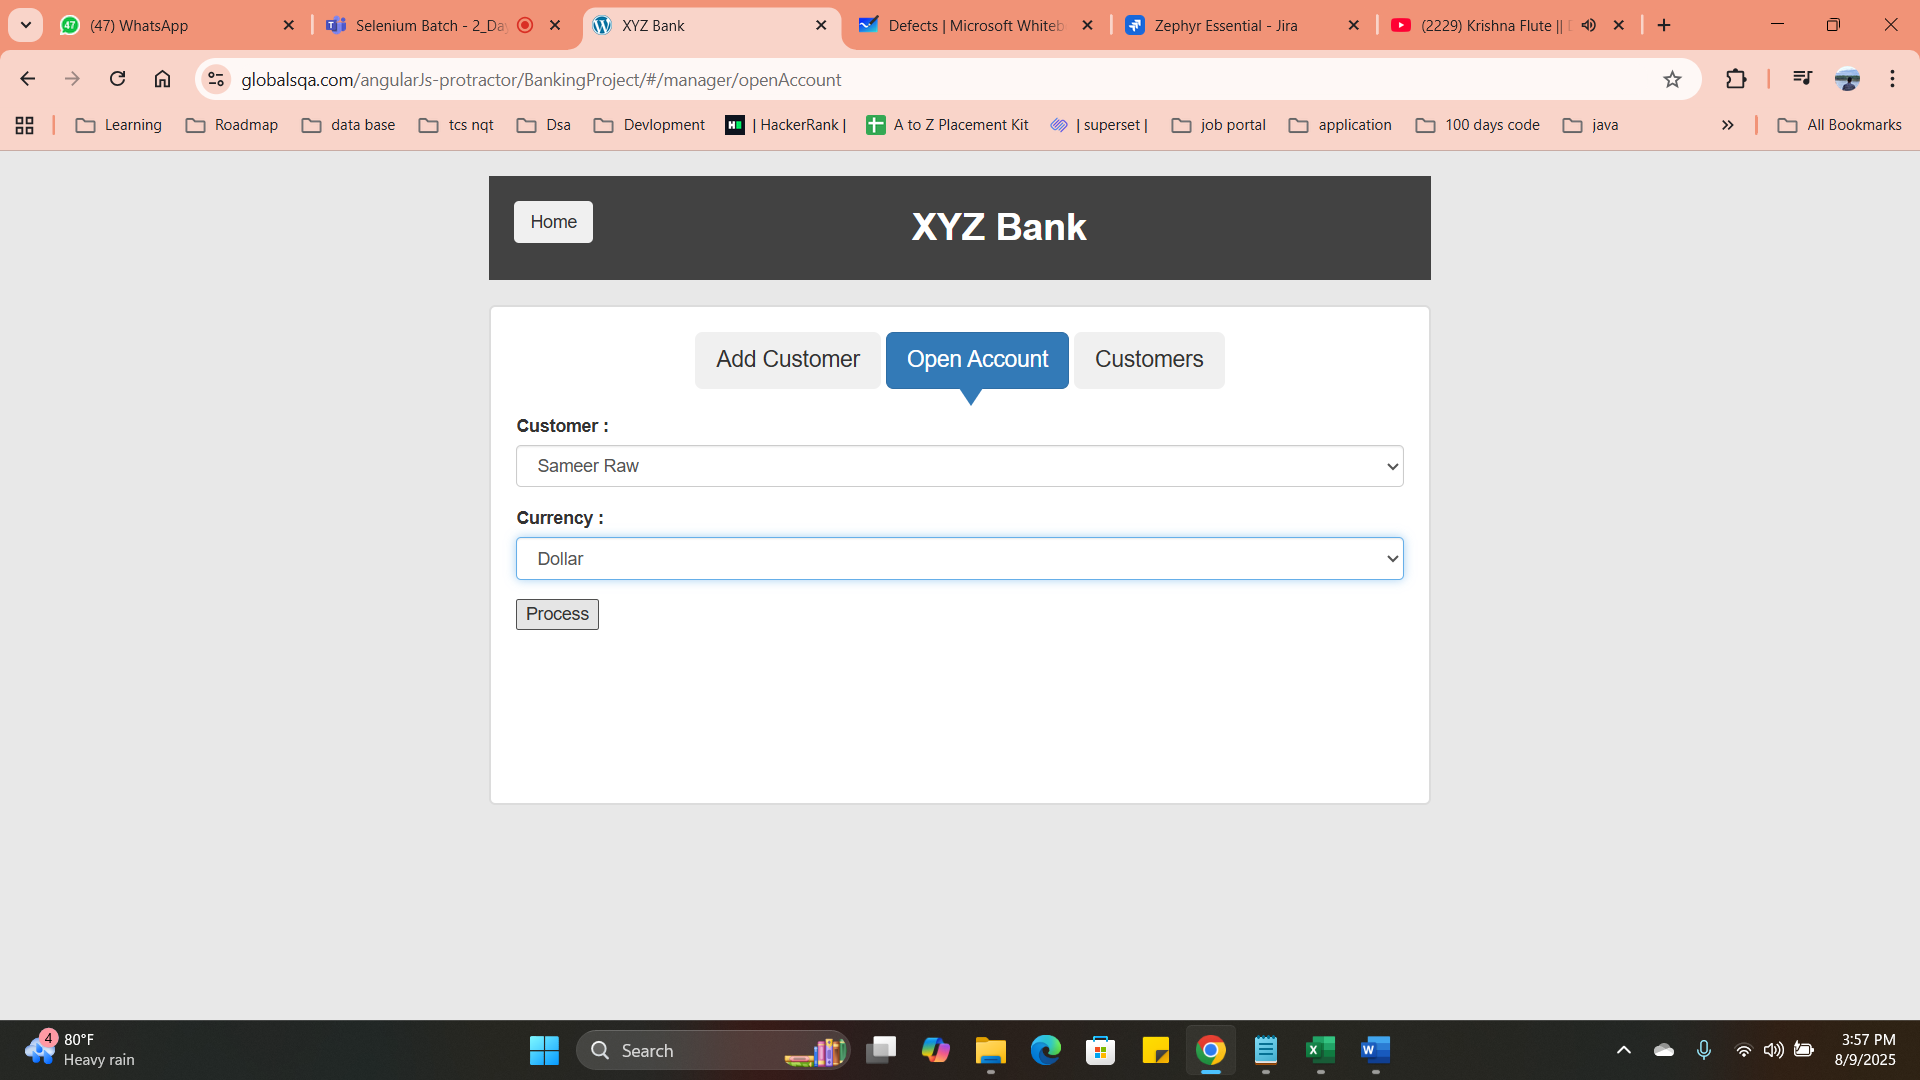 47
(47) WhatsApp
Selenium Batch - 2_Da
XYZ Bank
Defects | Microsoft Whiteb
Zephyr Essential - Jira
(2229) Krishna Flute ||
globalsqa.com/angularJs-protractor/BankingProject/#/manager/openAccount
Learning
Roadmap
data base
tcs nqt
Dsa
Devlopment
| HackerRank |
A to Z Placement Kit
| superset |
job portal
application
100 days code
java
All Bookmarks
Home
XYZ Bank
Add Customer
Open Account
Customers
Customer :
Sameer Raw
Currency :
Dollar
Process
4
80°F
Heavy rain
Search
3:57 PM
8/9/2025